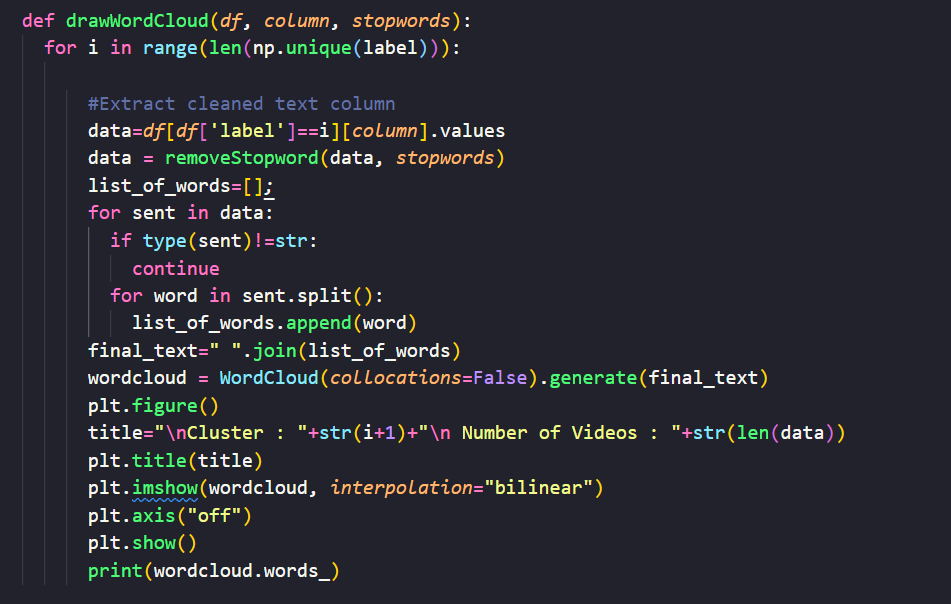 def drawWordCloud(df, column, stopwords):
  for i in range(len(np.unique(label))):

      #Extract cleaned text column
      data=df[df['label']==i][column].values
      data = removeStopword(data, stopwords)
      list_of_words=[];
      for sent in data:
        if type(sent)!=str:
          continue
        for word in sent.split():
          list_of_words.append(word)
      final_text=" ".join(list_of_words)
      wordcloud = WordCloud(collocations=False).generate(final_text)
      plt.figure()
      title="\nCluster : "+str(i+1)+"\n Number of Videos : "+str(len(data))
      plt.title(title)
      plt.imshow(wordcloud, interpolation="bilinear")
      plt.axis("off")
      plt.show()
      print(wordcloud.words_)